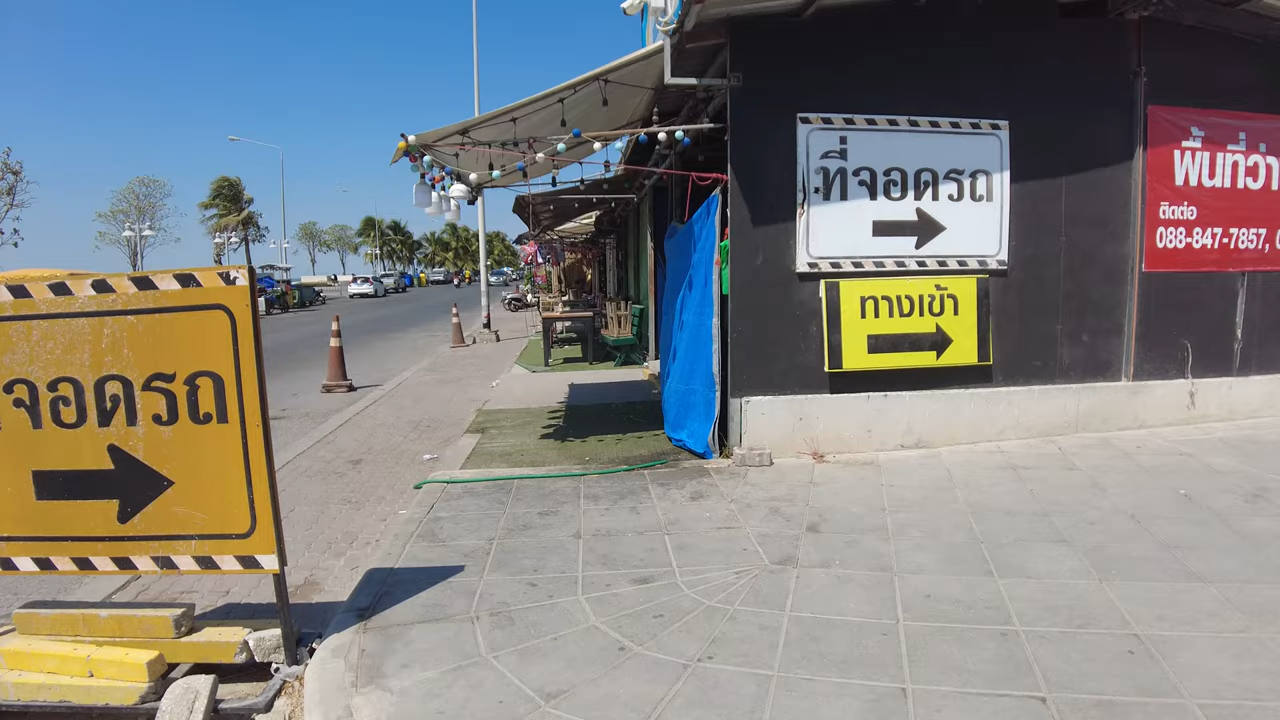 จอดรถ
ที่จอดรถ
ทางเข้า
พื้นที่ว่า
ติดต่อ
088-847-7857,